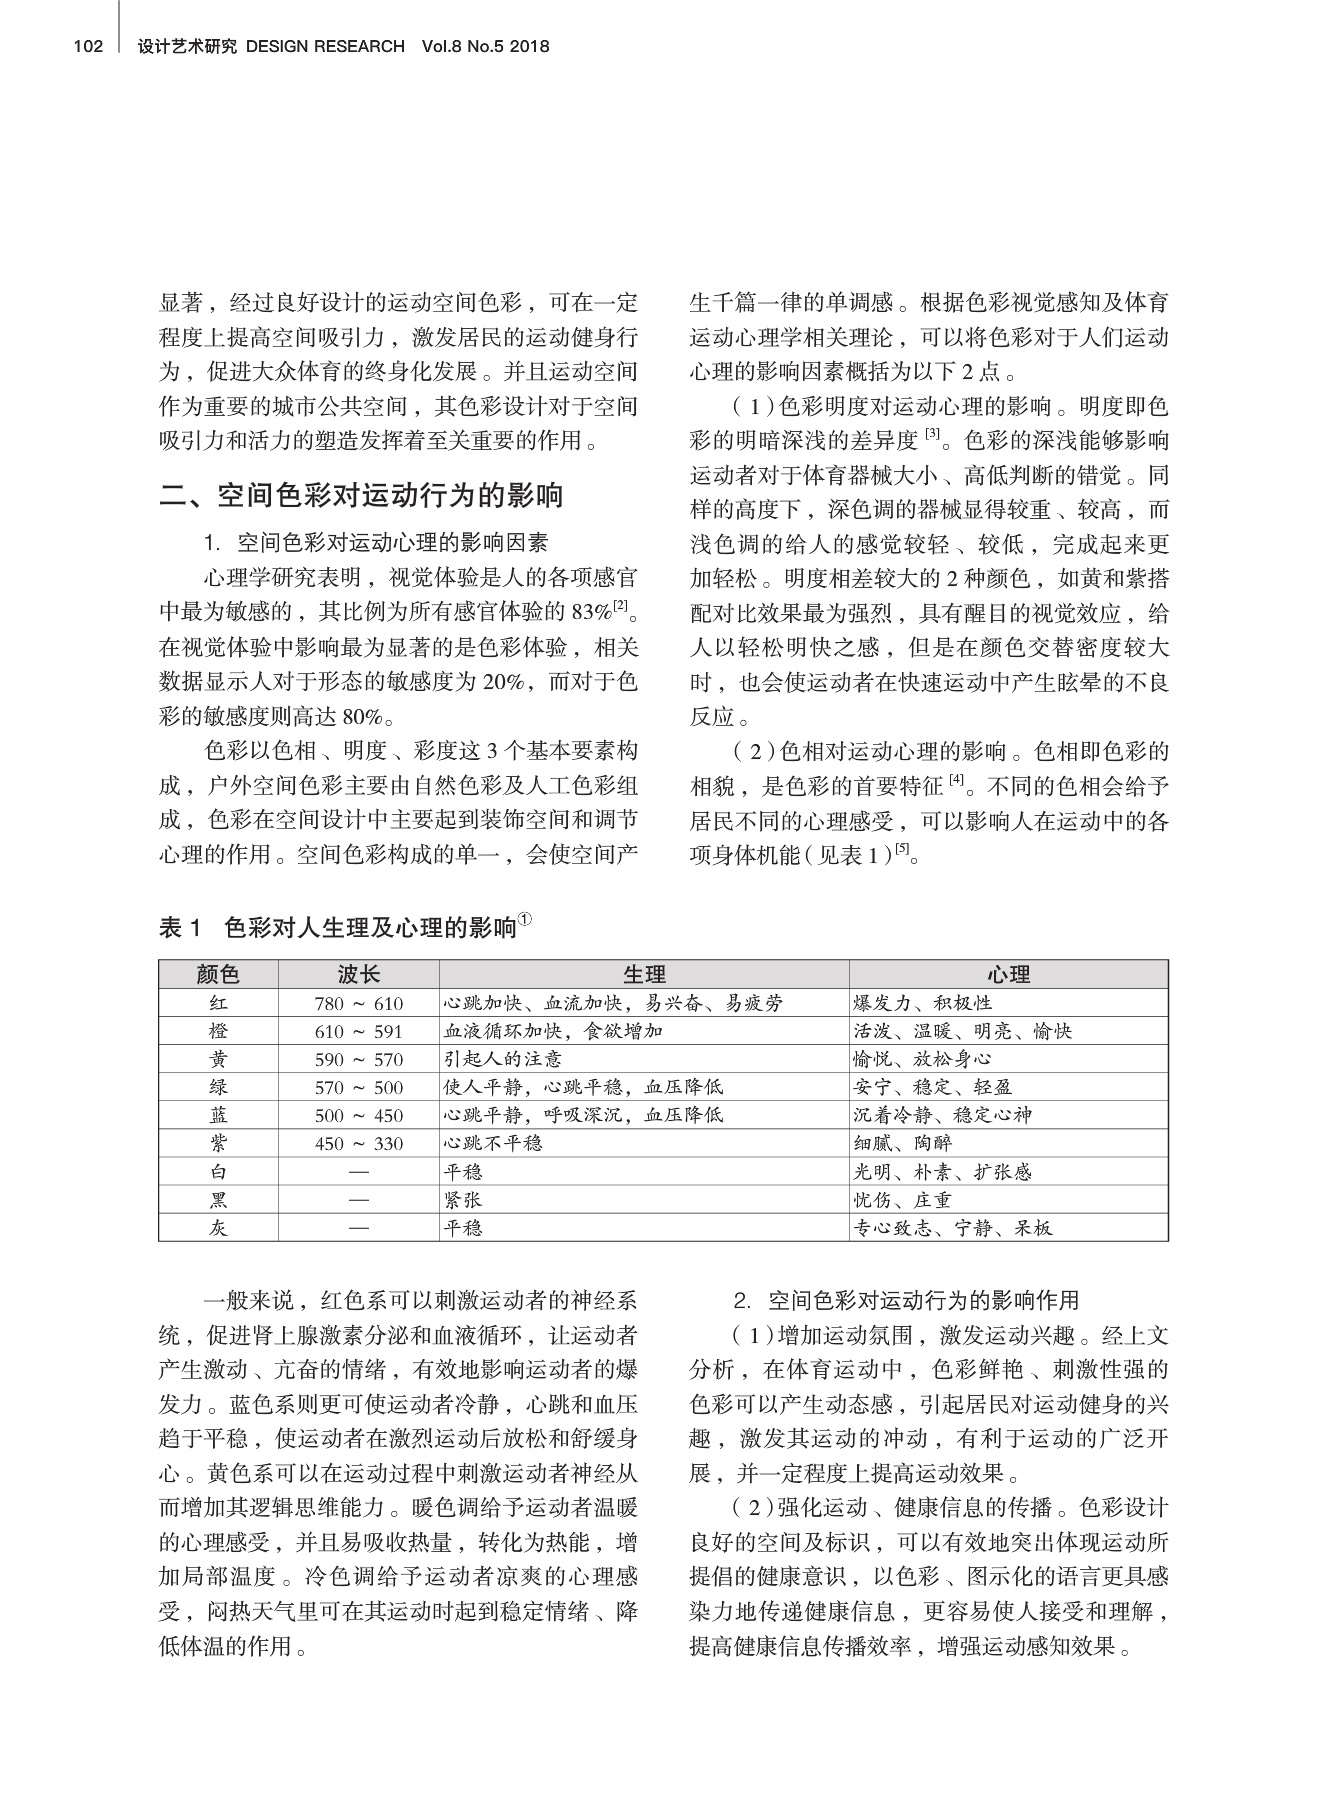 102 设计艺术研究 DESIGN RESEARCH Vol.8 No.5 2018
显著，经过良好设计的运动空间色彩，可在一定
程度上提高空间吸引力，激发居民的运动健身行
为，促进大众体育的终身化发展。并且运动空间
作为重要的城市公共空间，其色彩设计对于空间
吸引力和活力的塑造发挥着至关重要的作用。
二、空间色彩对运动行为的影响
1. 空间色彩对运动心理的影响因素
心理学研究表明，视觉体验是人的各项感官
中最为敏感的，其比例为所有感官体验的 83%[2]。
在视觉体验中影响最为显著的是色彩体验，相关
数据显示人对于形态的敏感度为 20%，而对于色
彩的敏感度则高达 80%。
色彩以色相、明度、彩度这 3 个基本要素构
成，户外空间色彩主要由自然色彩及人工色彩组
成，色彩在空间设计中主要起到装饰空间和调节
心理的作用。空间色彩构成的单一，会使空间产
生千篇一律的单调感。根据色彩视觉感知及体育
运动心理学相关理论，可以将色彩对于人们运动
心理的影响因素概括为以下 2 点。
（1）色彩明度对运动心理的影响。明度即色
彩的明暗深浅的差异度 [3]。色彩的深浅能够影响
运动者对于体育器械大小、高低判断的错觉。同
样的高度下，深色调的器械显得较重、较高，而
浅色调的给人的感觉较轻、较低，完成起来更
加轻松。明度相差较大的 2 种颜色，如黄和紫搭
配对比效果最为强烈，具有醒目的视觉效应，给
人以轻松明快之感，但是在颜色交替密度较大
时，也会使运动者在快速运动中产生眩晕的不良
反应。
（2）色相对运动心理的影响。色相即色彩的
相貌，是色彩的首要特征 [4]。不同的色相会给予
居民不同的心理感受，可以影响人在运动中的各
项身体机能（见表 1）[5]。
表 1 色彩对人生理及心理的影响①
颜色 波长 生理 心理
红 780 ～ 610 心跳加快、血流加快，易兴奋、易疲劳 爆发力、积极性
橙 610 ～ 591 血液循环加快，食欲增加 活泼、温暖、明亮、愉快
黄 590 ～ 570 引起人的注意 愉悦、放松身心
绿 570 ～ 500 使人平静，心跳平稳，血压降低 安宁、稳定、轻盈
蓝 500 ～ 450 心跳平静，呼吸深沉，血压降低 沉着冷静、稳定心神
紫 450 ～ 330 心跳不平稳 细腻、陶醉
白 — 平稳 光明、朴素、扩张感
黑 — 紧张 忧伤、庄重
灰 — 平稳 专心致志、宁静、呆板
一般来说，红色系可以刺激运动者的神经系
统，促进肾上腺激素分泌和血液循环，让运动者
产生激动、亢奋的情绪，有效地影响运动者的爆
发力。蓝色系则更可使运动者冷静，心跳和血压
趋于平稳，使运动者在激烈运动后放松和舒缓身
心。黄色系可以在运动过程中刺激运动者神经从
而增加其逻辑思维能力。暖色调给予运动者温暖
的心理感受，并且易吸收热量，转化为热能，增
加局部温度。冷色调给予运动者凉爽的心理感
受，闷热天气里可在其运动时起到稳定情绪、降
低体温的作用。
2. 空间色彩对运动行为的影响作用
（1）增加运动氛围，激发运动兴趣。经上文
分析，在体育运动中，色彩鲜艳、刺激性强的
色彩可以产生动态感，引起居民对运动健身的兴
趣，激发其运动的冲动，有利于运动的广泛开
展，并一定程度上提高运动效果。
（2）强化运动、健康信息的传播。色彩设计
良好的空间及标识，可以有效地突出体现运动所
提倡的健康意识，以色彩、图示化的语言更具感
染力地传递健康信息，更容易使人接受和理解，
提高健康信息传播效率，增强运动感知效果。